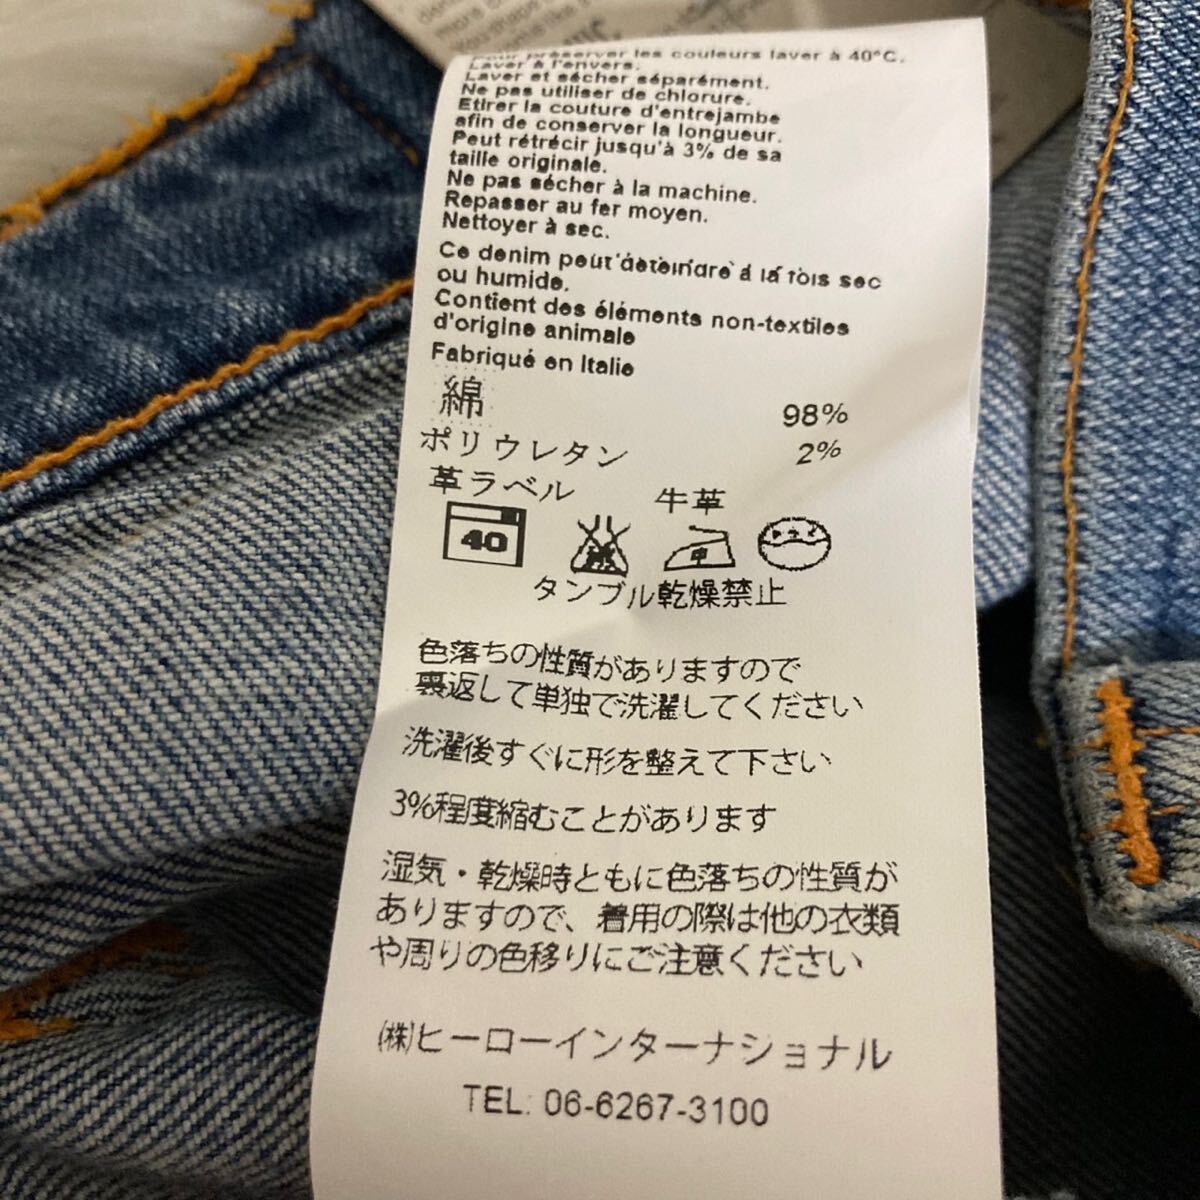 Pour préserver les couleurs laver à 40°C.
Laver à l'envers.
Laver et sécher séparément.
Ne pas utiliser de chlorure.
Etirer la couture d'entrejambe
afin de conserver la longueur.
Peut rétrécir jusqu'à 3% de sa
taille originale.
Ne pas sécher à la machine.
Repasser au fer moyen.
Nettoyer à sec.
Ce denim peut déteindre à la fois sec
ou humide.
Contient des éléments non-textiles
d'origine animale
Fabriqué en Italie
綿 98%
ポリウレタン 2%
革ラベル 牛革
40 中 ドライ
タンブル乾燥禁止
色落ちの性質がありますので
裏返して単独で洗濯してください
洗濯後すぐに形を整えて下さい
3%程度縮むことがあります
湿気・乾燥時ともに色落ちの性質が
ありますので、着用の際は他の衣類
や周りの色移りにご注意ください
(株)ヒーローインターナショナル
TEL: 06-6267-3100